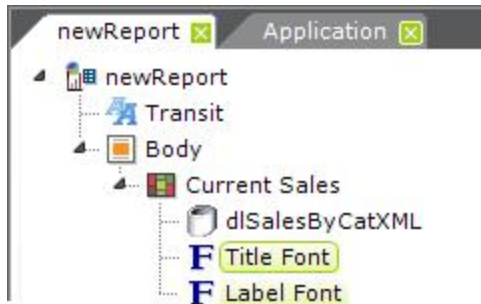 newReport Application
newReport
Transit
Body
Current Sales
dlSalesByCatXML
F Title Font
F Label Font